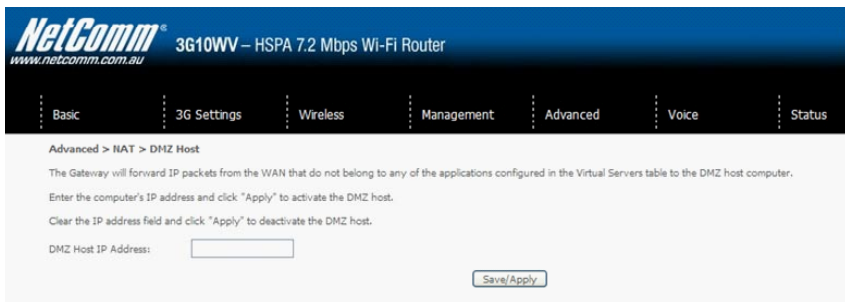 NetComm®
www.netcomm.com.au
3G10WV – HSPA 7.2 Mbps Wi-Fi Router
Basic 3G Settings Wireless Management Advanced Voice Status
Advanced > NAT > DMZ Host
The Gateway will forward IP packets from the WAN that do not belong to any of the applications configured in the Virtual Servers table to the DMZ host computer.
Enter the computer's IP address and click "Apply" to activate the DMZ host.
Clear the IP address field and click "Apply" to deactivate the DMZ host.
DMZ Host IP Address:
Save/Apply